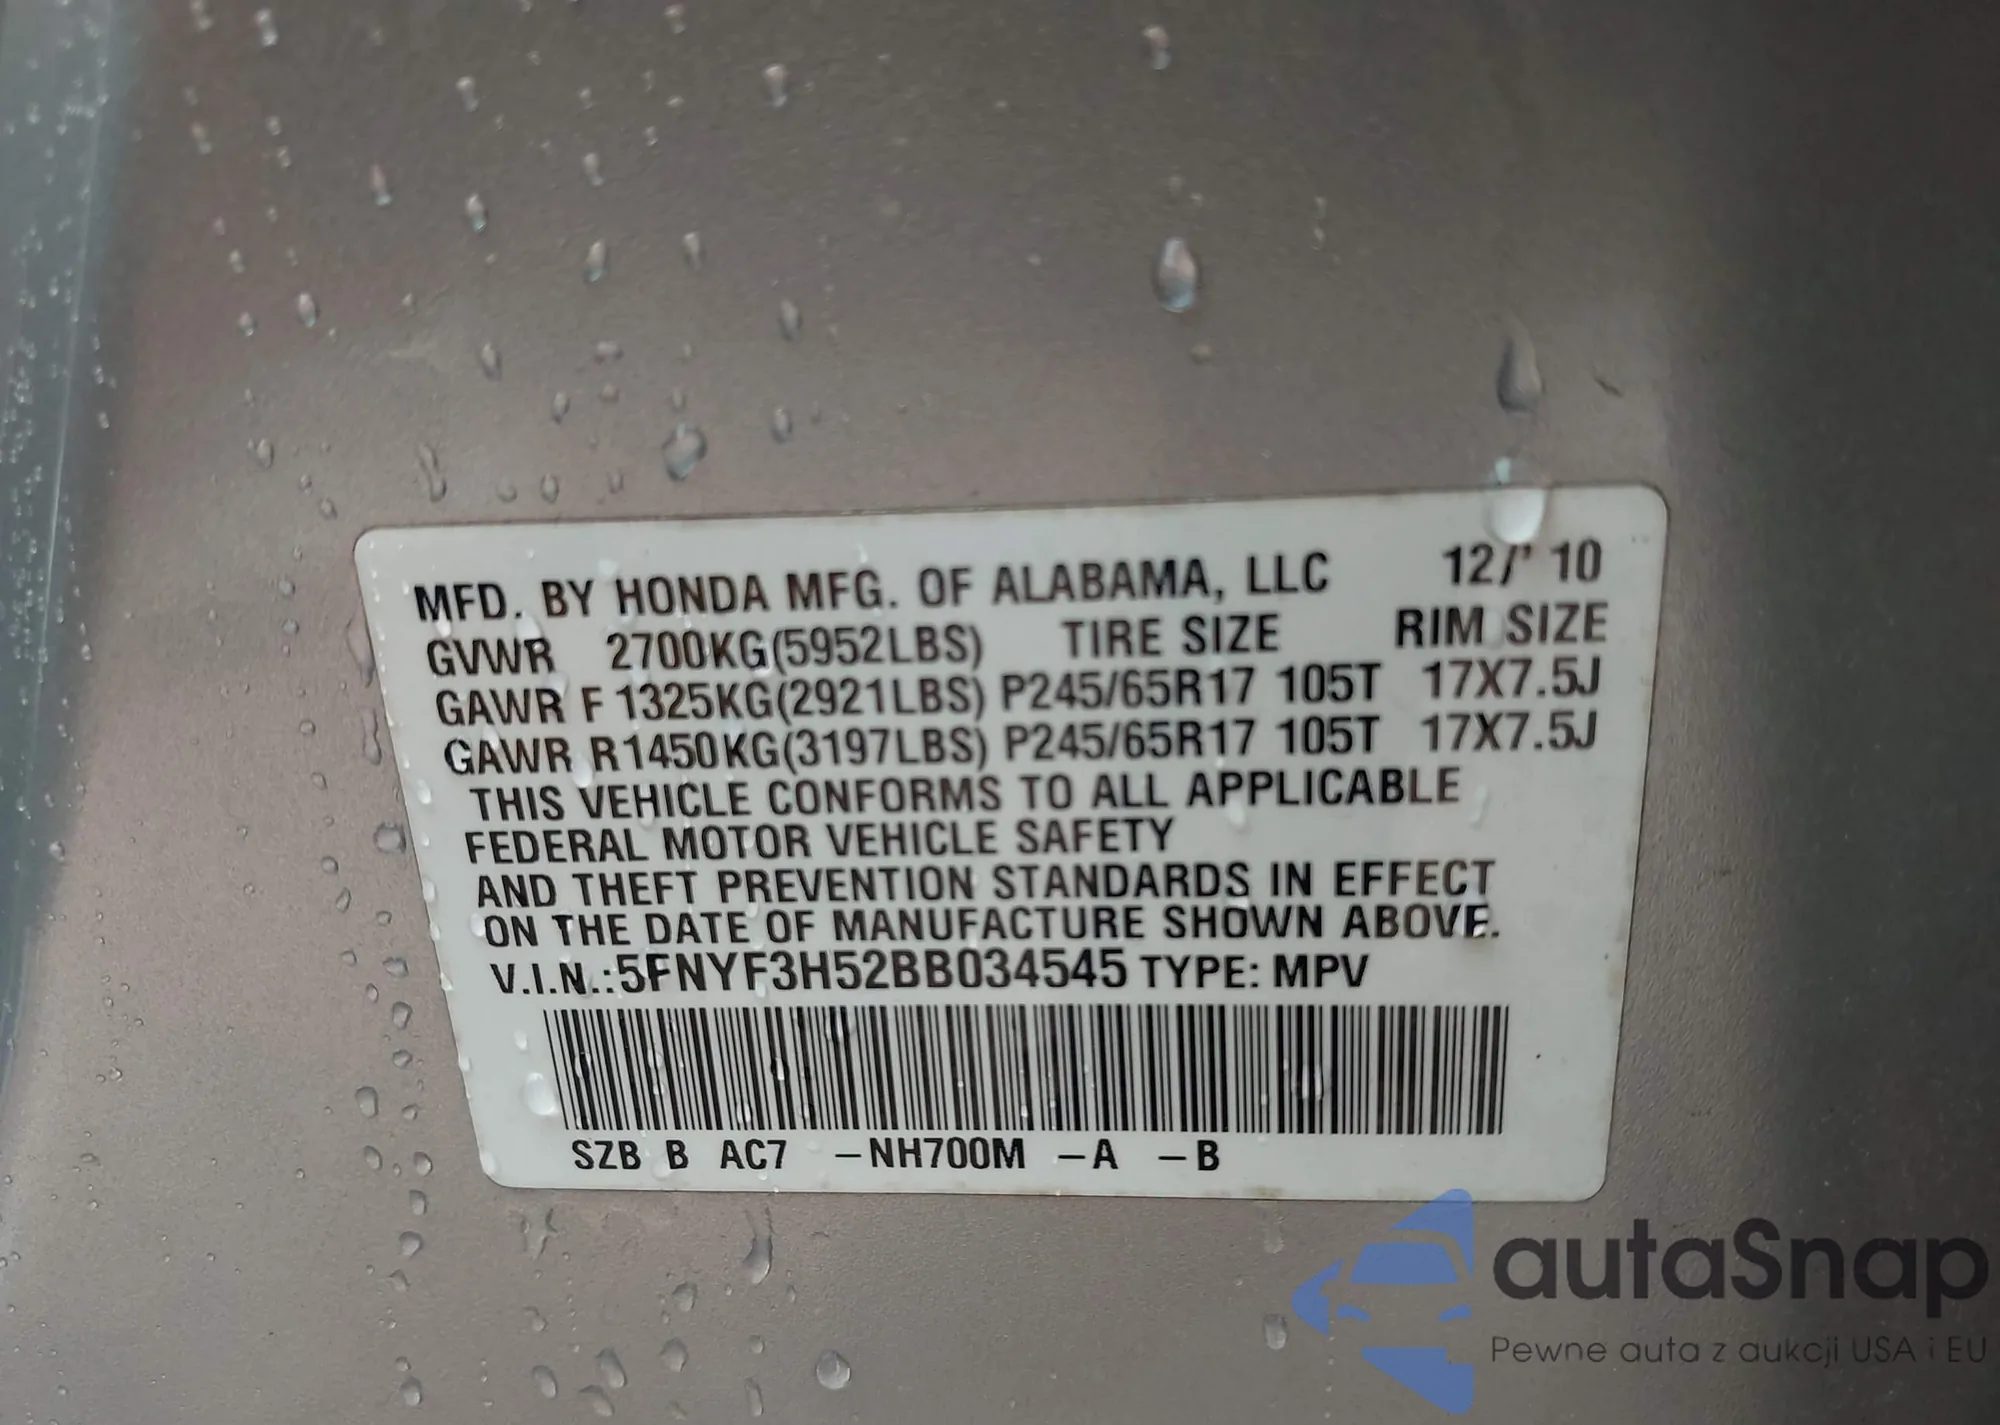 MFD. BY HONDA MFG. OF ALABAMA, LLC 12/' 10
GVWR 2700KG(5952LBS) TIRE SIZE RIM SIZE
GAWR F 1325KG(2921LBS) P245/65R17 105T 17X7.5J
GAWR R1450KG(3197LBS) P245/65R17 105T 17X7.5J
THIS VEHICLE CONFORMS TO ALL APPLICABLE
FEDERAL MOTOR VEHICLE SAFETY
AND THEFT PREVENTION STANDARDS IN EFFECT
ON THE DATE OF MANUFACTURE SHOWN ABOVE.
V.I.N.:5FNYF3H52BB034545 TYPE: MPV
SZB B AC7 –NH700M –A –B
autaSnap
Pewne auta z aukcji USA i EU